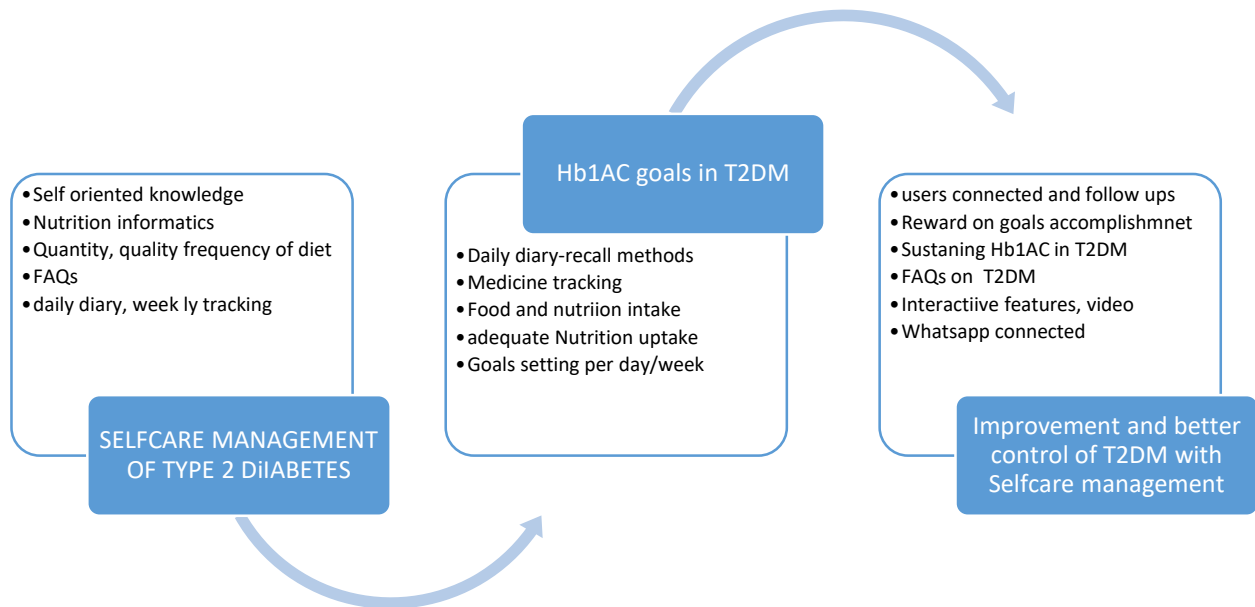 •Self oriented knowledge
•Nutrition informatics
•Quantity, quality frequency of diet
•FAQs
•daily diary, week ly tracking
SELFCARE MANAGEMENT
OF TYPE 2 DiIABETES
Hb1AC goals in T2DM
•Daily diary-recall methods
•Medicine tracking
•Food and nutriion intake
•adequate Nutrition uptake
•Goals setting per day/week
•users connected and follow ups
•Reward on goals accomplishmnet
•Sustaning Hb1AC in T2DM
•FAQs on  T2DM
•Interactiive features, video
•Whatsapp connected
Improvement and better
control of T2DM with
Selfcare management